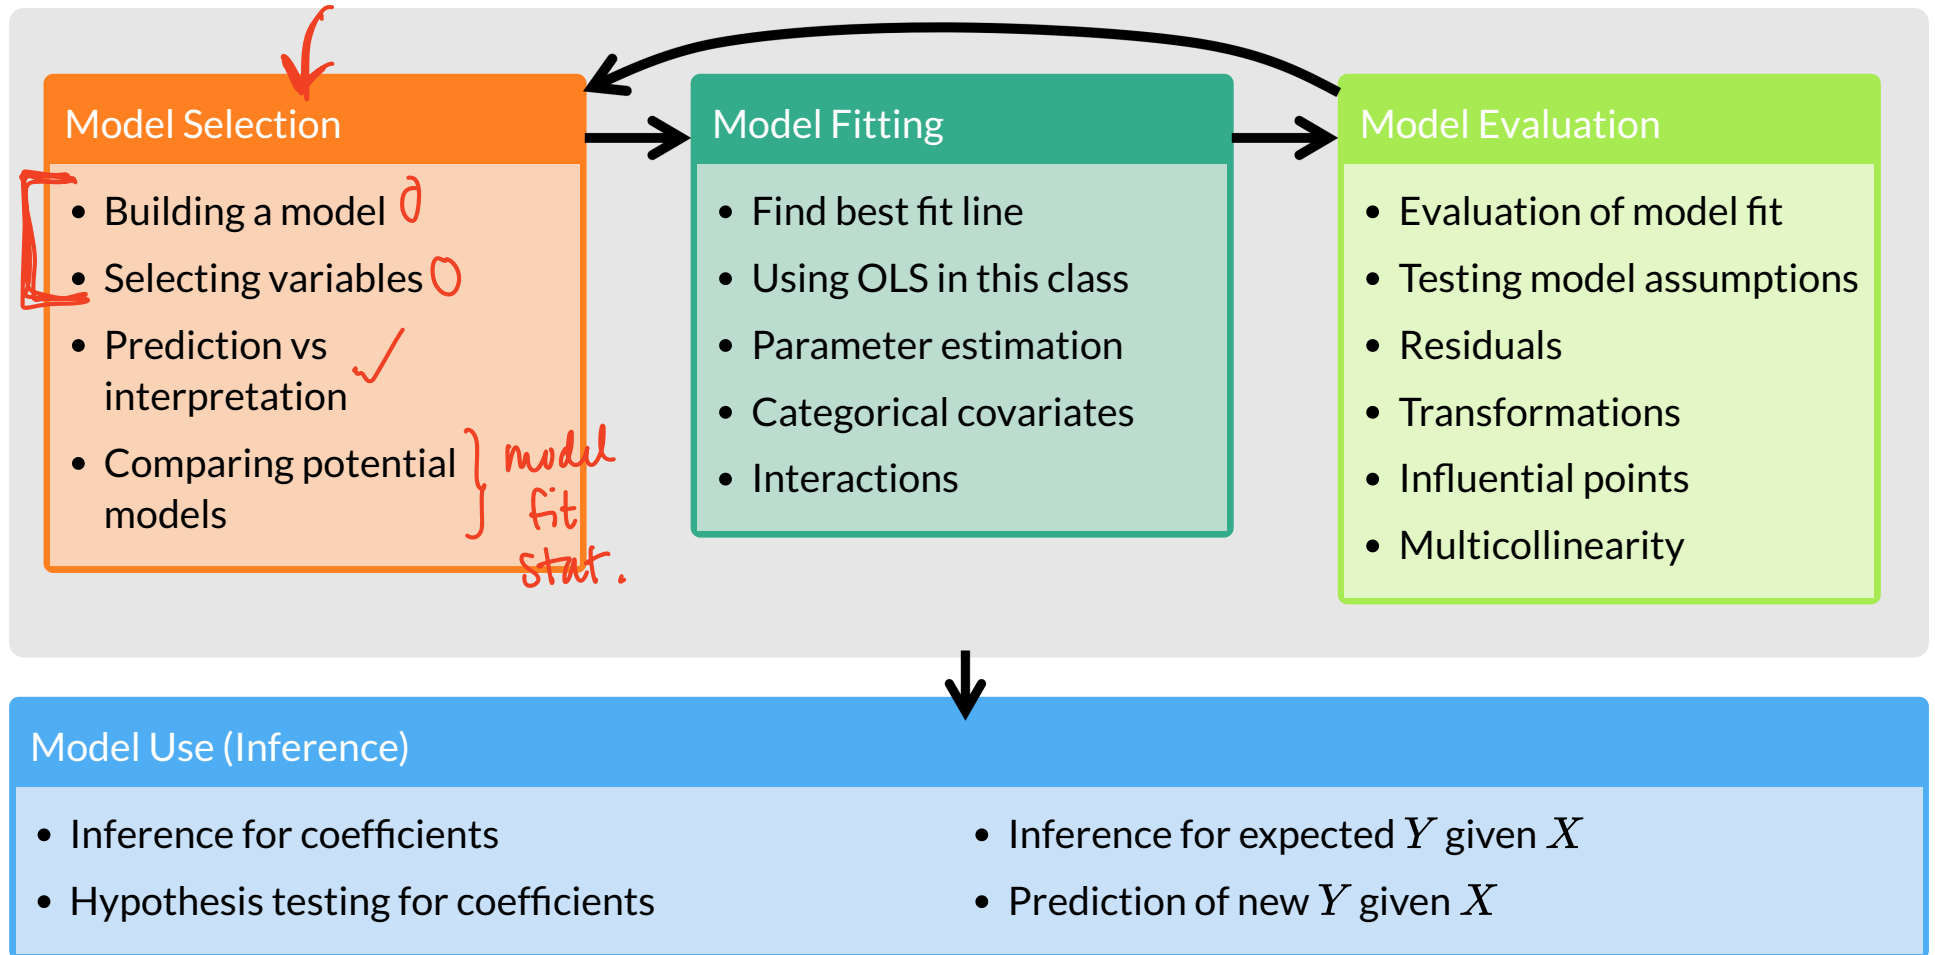 Model Selection
• Building a model
• Selecting variables
• Prediction vs
interpretation
• Comparing potential
models
model
fit
stat.
Model Fitting
• Find best fit line
• Using OLS in this class
• Parameter estimation
• Categorical covariates
• Interactions
Model Evaluation
• Evaluation of model fit
• Testing model assumptions
• Residuals
• Transformations
• Influential points
• Multicollinearity
Model Use (Inference)
• Inference for coefficients
• Hypothesis testing for coefficients
• Inference for expected Y given X
• Prediction of new Y given X